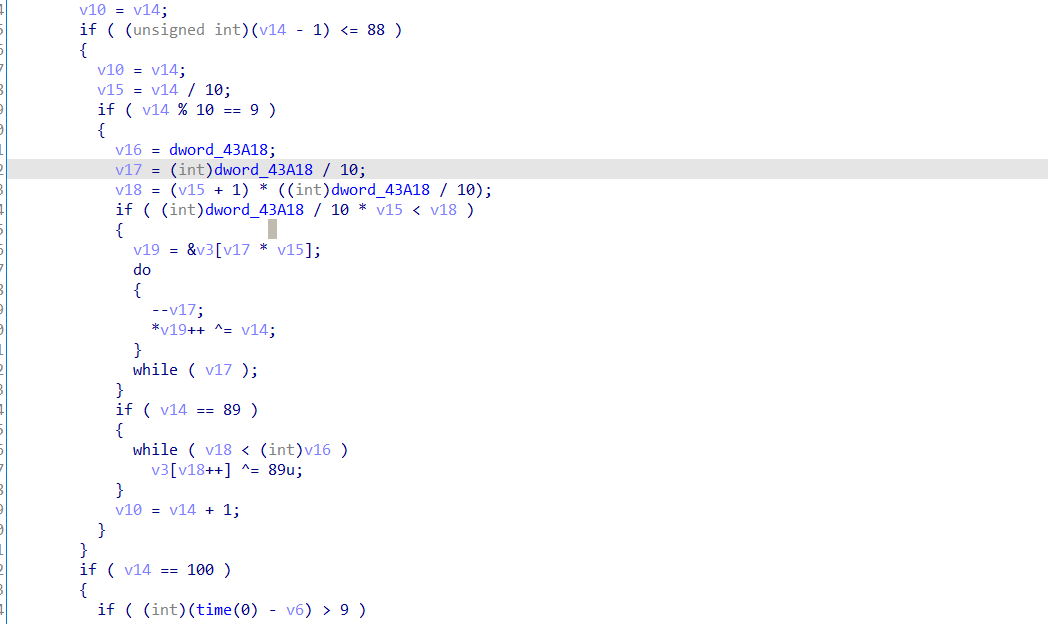 v10 = v14;
if ( (unsigned int)(v14 - 1) <= 88 )
{
v10 = v14;
v15 = v14 / 10;
if ( v14 % 10 == 9 )
{
v16 = dword_43A18;
v17 = (int)dword_43A18 / 10;
v18 = (v15 + 1) * ((int)dword_43A18 / 10);
if ( (int)dword_43A18 / 10 * v15 < v18 )
{
v19 = &v3[v17 * v15];
do
{
--v17;
*v19++ ^= v14;
}
while ( v17 );
}
if ( v14 == 89 )
{
while ( v18 < (int)v16 )
v3[v18++] ^= 89u;
}
v10 = v14 + 1;
}
}
if ( v14 == 100 )
{
if ( (int)(time(0) - v6) > 9 )